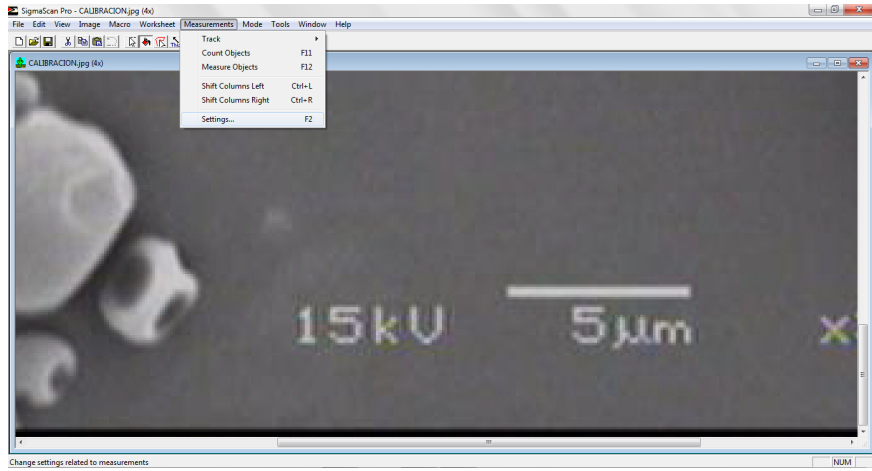 SigmaScan Pro - CALIBRACION.jpg (4x)
File Edit View Image Macro Worksheet Measurements Mode Tools Window Help
Track
CALIBRACION.jpg (4x)
Count Objects F11
Measure Objects F12
Shift Columns Left Ctrl+L
Shift Columns Right Ctrl+R
Settings... F2
15kV 5µm
Change settings related to measurements NUM